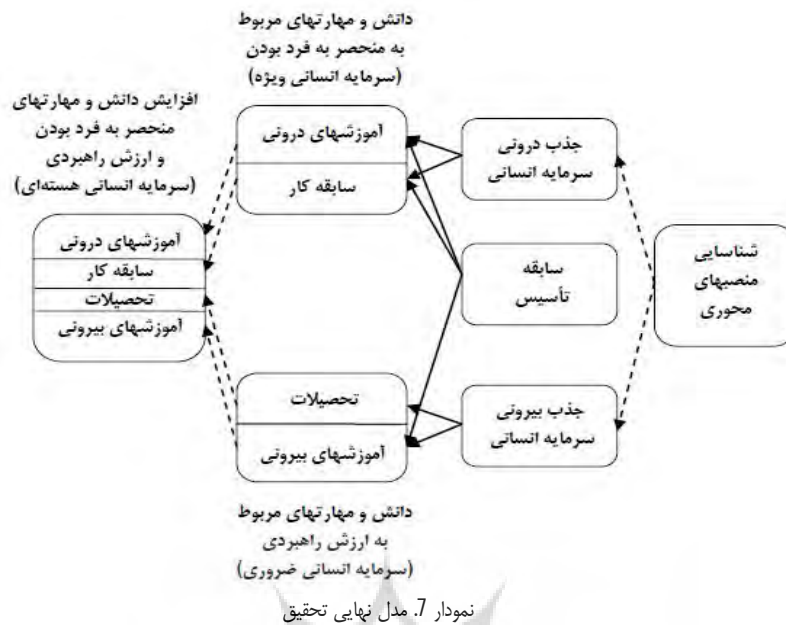 دانش و مهارتهای مربوط
به منحصر به فرد بودن
(سرمایه انسانی ویژه)
افزایش دانش و مهارتهای
منحصر به فرد بودن
و ارزش راهبردی
(سرمایه انسانی هسته‌ای)
شناسایی
منصبهای
محوری
جذب درونی
سرمایه انسانی
سابقه
تأسیس
جذب بیرونی
سرمایه انسانی
آموزشهای درونی
سابقه کار
تحصیلات
آموزشهای بیرونی
آموزشهای درونی
سابقه کار
تحصیلات
آموزشهای بیرونی
دانش و مهارتهای مربوط
به ارزش راهبردی
(سرمایه انسانی ضروری)
نمودار 7. مدل نهایی تحقیق